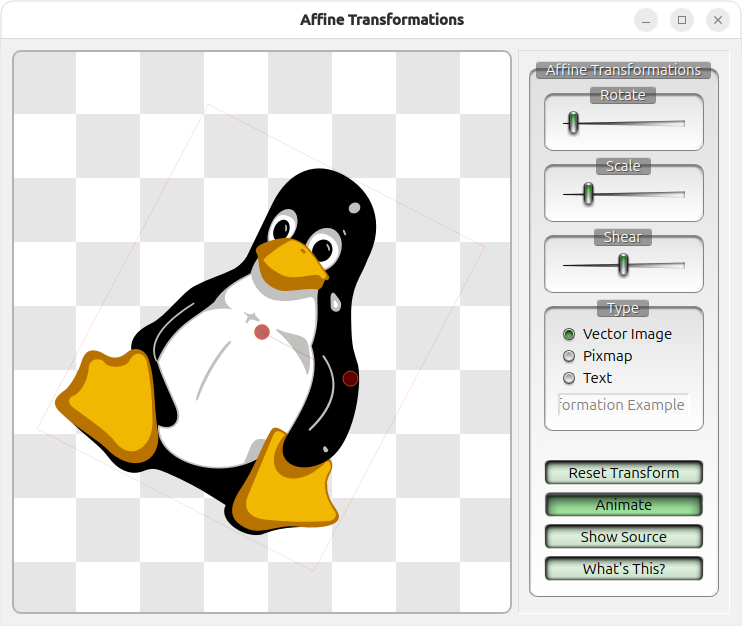 Affine Transformations
Affine Transformations
Rotate
Scale
Shear
Type
Vector Image
Pixmap
Text
formation Example
Reset Transform
Animate
Show Source
What's This?